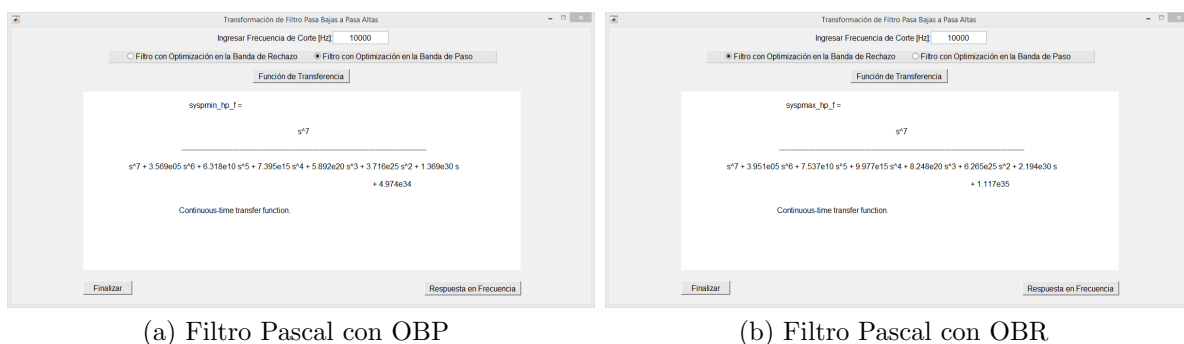 Transformación de Filtro Pasa Bajas a Pasa Altas
Ingresar Frecuencia de Corte [Hz]: 10000
Filtro con Optimización en la Banda de Rechazo Filtro con Optimización en la Banda de Paso
Función de Transferencia
syspmin_hp_f =
s^7
s^7 + 3.569e05 s^6 + 6.318e10 s^5 + 7.395e15 s^4 + 5.892e20 s^3 + 3.716e25 s^2 + 1.369e30 s
+ 4.974e34
Continuous-time transfer function.
Finalizar
Respuesta en Frecuencia
(a) Filtro Pascal con OBP
Transformación de Filtro Pasa Bajas a Pasa Altas
Ingresar Frecuencia de Corte [Hz]: 10000
Filtro con Optimización en la Banda de Rechazo Filtro con Optimización en la Banda de Paso
Función de Transferencia
syspmax_hp_f =
s^7
s^7 + 3.951e05 s^6 + 7.537e10 s^5 + 9.977e15 s^4 + 8.248e20 s^3 + 6.265e25 s^2 + 2.194e30 s
+ 1.117e35
Continuous-time transfer function.
Finalizar
Respuesta en Frecuencia
(b) Filtro Pascal con OBR